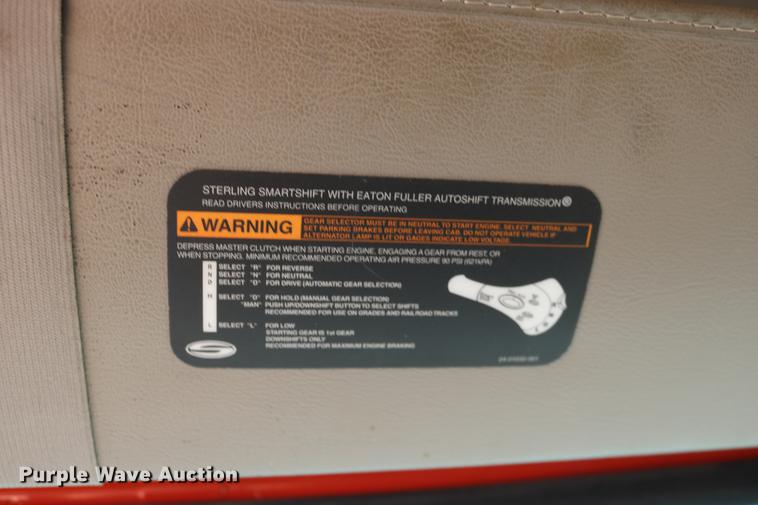 STERLING SMARTSHIFT WITH EATON FULLER AUTOSHIFT TRANSMISSION®
READ DRIVERS INSTRUCTIONS BEFORE OPERATING
WARNING
GEAR SELECTOR MUST BE IN NEUTRAL TO START ENGINE. SELECT NEUTRAL AND
SET PARKING BRAKES BEFORE LEAVING CAB. DO NOT OPERATE VEHICLE IF
ALTERNATOR LAMP IS LIT OR GAGES INDICATE LOW VOLTAGE.
DEPRESS MASTER CLUTCH WHEN STARTING ENGINE, ENGAGING A GEAR FROM REST, OR
WHEN STOPPING. MINIMUM RECOMMENDED OPERATING AIR PRESSURE 90 PSI (621kPA)
R SELECT "R" FOR REVERSE
N SELECT "N" FOR NEUTRAL
D SELECT "D" FOR DRIVE (AUTOMATIC GEAR SELECTION)
H SELECT "D" FOR HOLD (MANUAL GEAR SELECTION)
"MAN" PUSH UP/DOWNSHIFT BUTTON TO SELECT SHIFTS
RECOMMENDED FOR USE ON GRADES AND RAILROAD TRACKS
L SELECT "L" FOR LOW
STARTING GEAR IS 1st GEAR
DOWNSHIFTS ONLY
RECOMMENDED FOR MAXIMUM ENGINE BRAKING
Purple Wave Auction